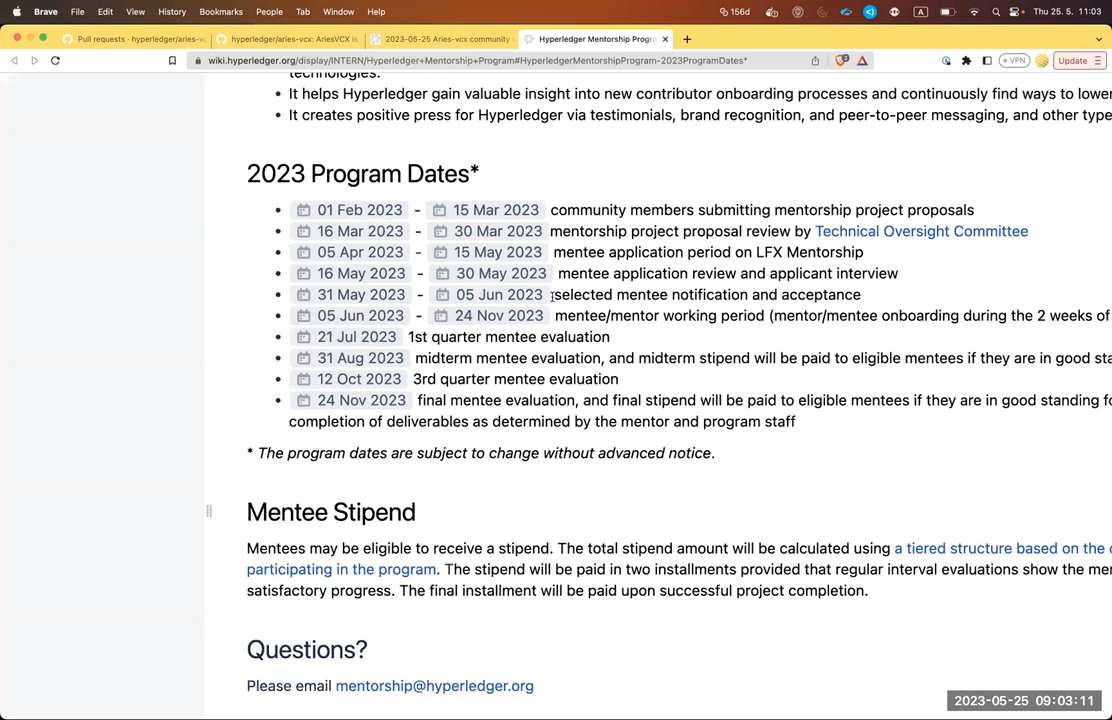 Brave File Edit View History Bookmarks People Tab Window Help 156d A Thu 25. 5. 11:03
Pull requests · hyperledger/aries-vc hyperledger/aries-vcx: AriesVCX is 2023-05-25 Aries-vcx community Hyperledger Mentorship Progra
wiki.hyperledger.org/display/INTERN/Hyperledger+Mentorship+Program#HyperledgerMentorshipProgram-2023ProgramDates* 2 VPN Update
technologies.
• It helps Hyperledger gain valuable insight into new contributor onboarding processes and continuously find ways to lower
• It creates positive press for Hyperledger via testimonials, brand recognition, and peer-to-peer messaging, and other type
2023 Program Dates*
• 01 Feb 2023 - 15 Mar 2023 community members submitting mentorship project proposals
• 16 Mar 2023 - 30 Mar 2023 mentorship project proposal review by Technical Oversight Committee
• 05 Apr 2023 - 15 May 2023 mentee application period on LFX Mentorship
• 16 May 2023 - 30 May 2023 mentee application review and applicant interview
• 31 May 2023 - 05 Jun 2023 selected mentee notification and acceptance
• 05 Jun 2023 - 24 Nov 2023 mentee/mentor working period (mentor/mentee onboarding during the 2 weeks of
• 21 Jul 2023 1st quarter mentee evaluation
• 31 Aug 2023 midterm mentee evaluation, and midterm stipend will be paid to eligible mentees if they are in good sta
• 12 Oct 2023 3rd quarter mentee evaluation
• 24 Nov 2023 final mentee evaluation, and final stipend will be paid to eligible mentees if they are in good standing fo
completion of deliverables as determined by the mentor and program staff
* The program dates are subject to change without advanced notice.
Mentee Stipend
Mentees may be eligible to receive a stipend. The total stipend amount will be calculated using a tiered structure based on the c
participating in the program. The stipend will be paid in two installments provided that regular interval evaluations show the me
satisfactory progress. The final installment will be paid upon successful project completion.
Questions?
Please email mentorship@hyperledger.org
2023-05-25 09:03:11